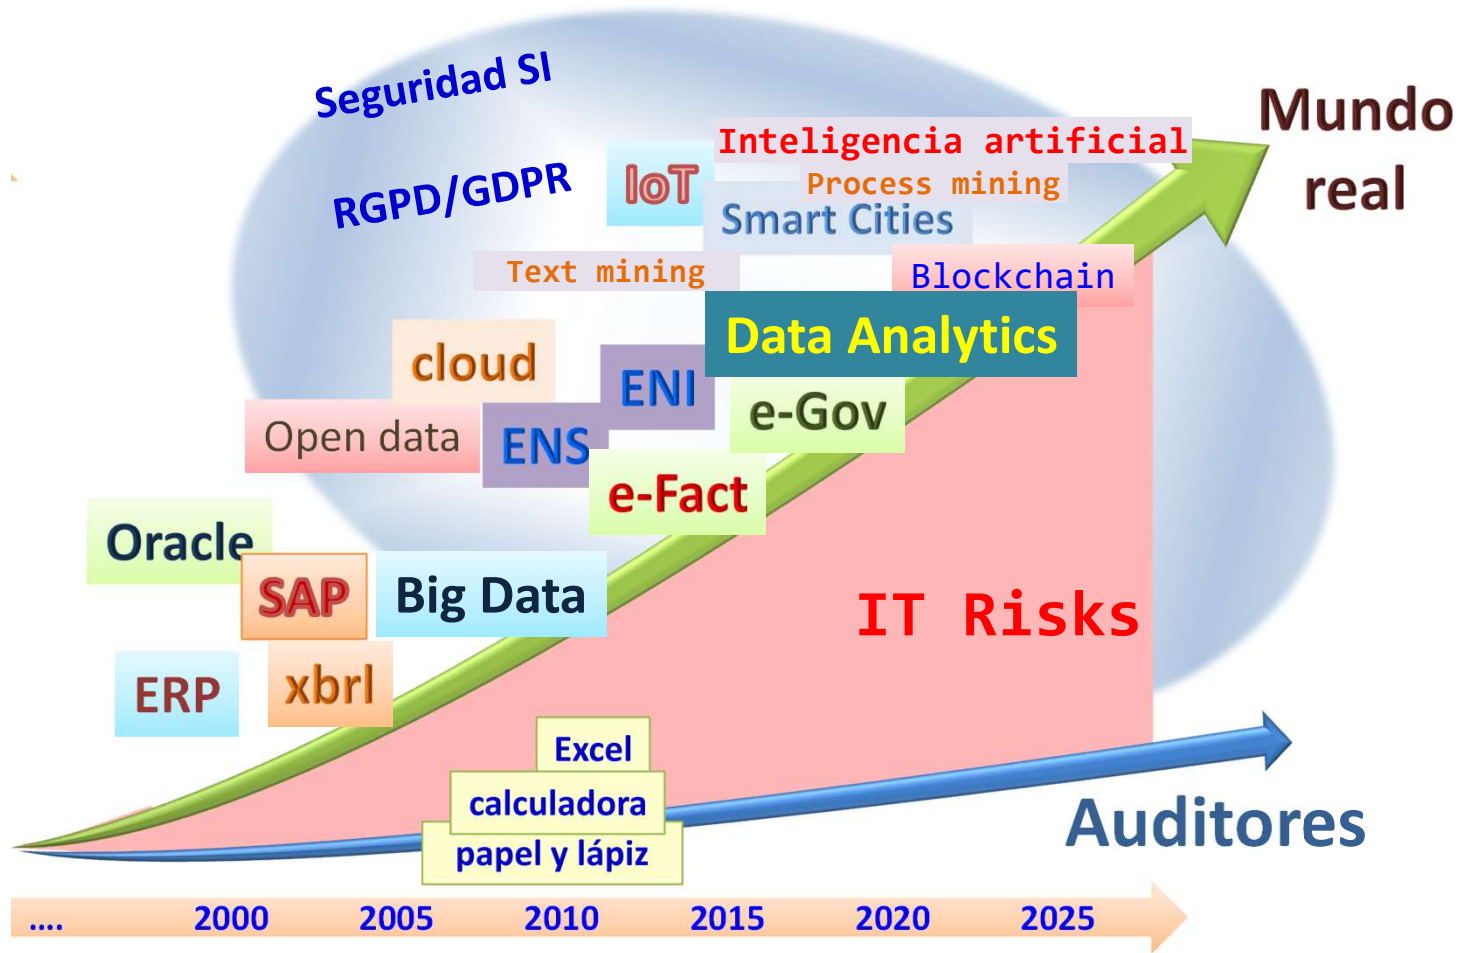 Seguridad SI
Mundo
real
Inteligencia artificial
RGPD/GDPR
IoT
Process mining
Smart Cities
Text mining
Blockchain
Data Analytics
cloud
ENI
e-Gov
Open data
ENS
e-Fact
Oracle
SAP
Big Data
IT Risks
ERP
xbrl
Excel
calculadora
papel y lápiz
Auditores
.... 2000 2005 2010 2015 2020 2025